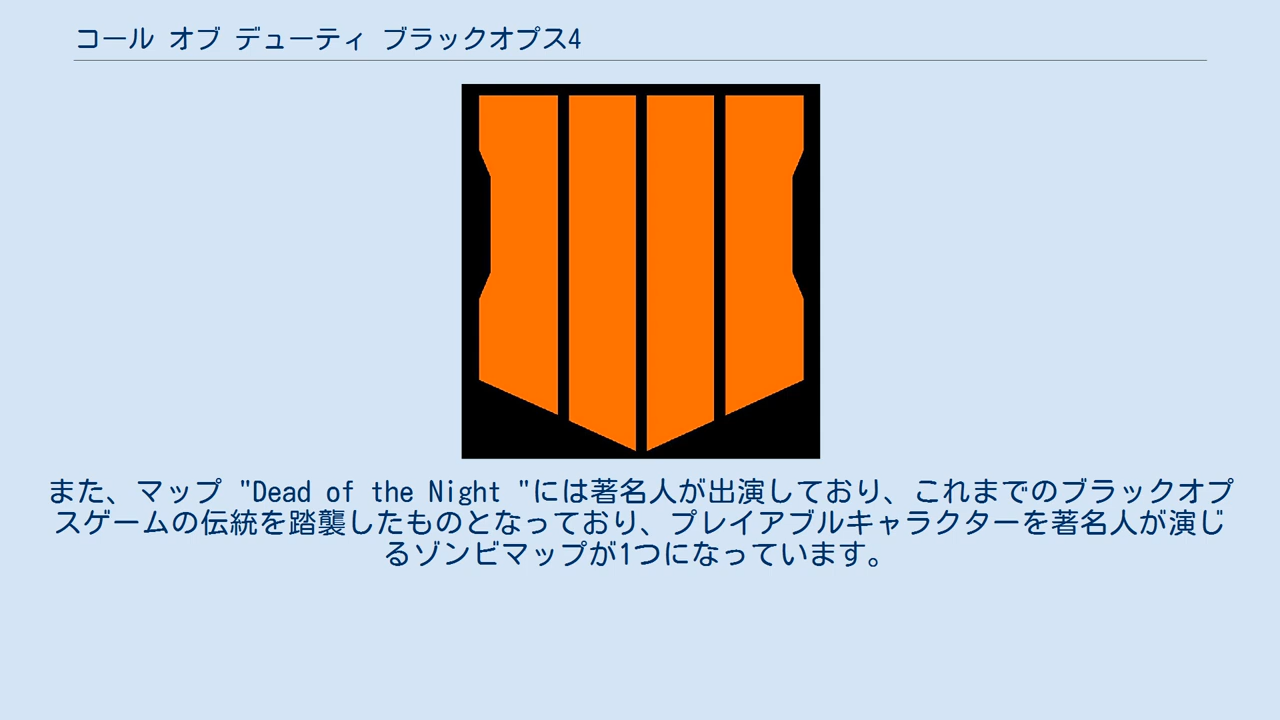 コール オブ デューティ ブラックオプス4
また、マップ "Dead of the Night "には著名人が出演しており、これまでのブラックオプ
スゲームの伝統を踏襲したものとなっており、プレイアブルキャラクターを著名人が演じ
るゾンビマップが1つになっています。